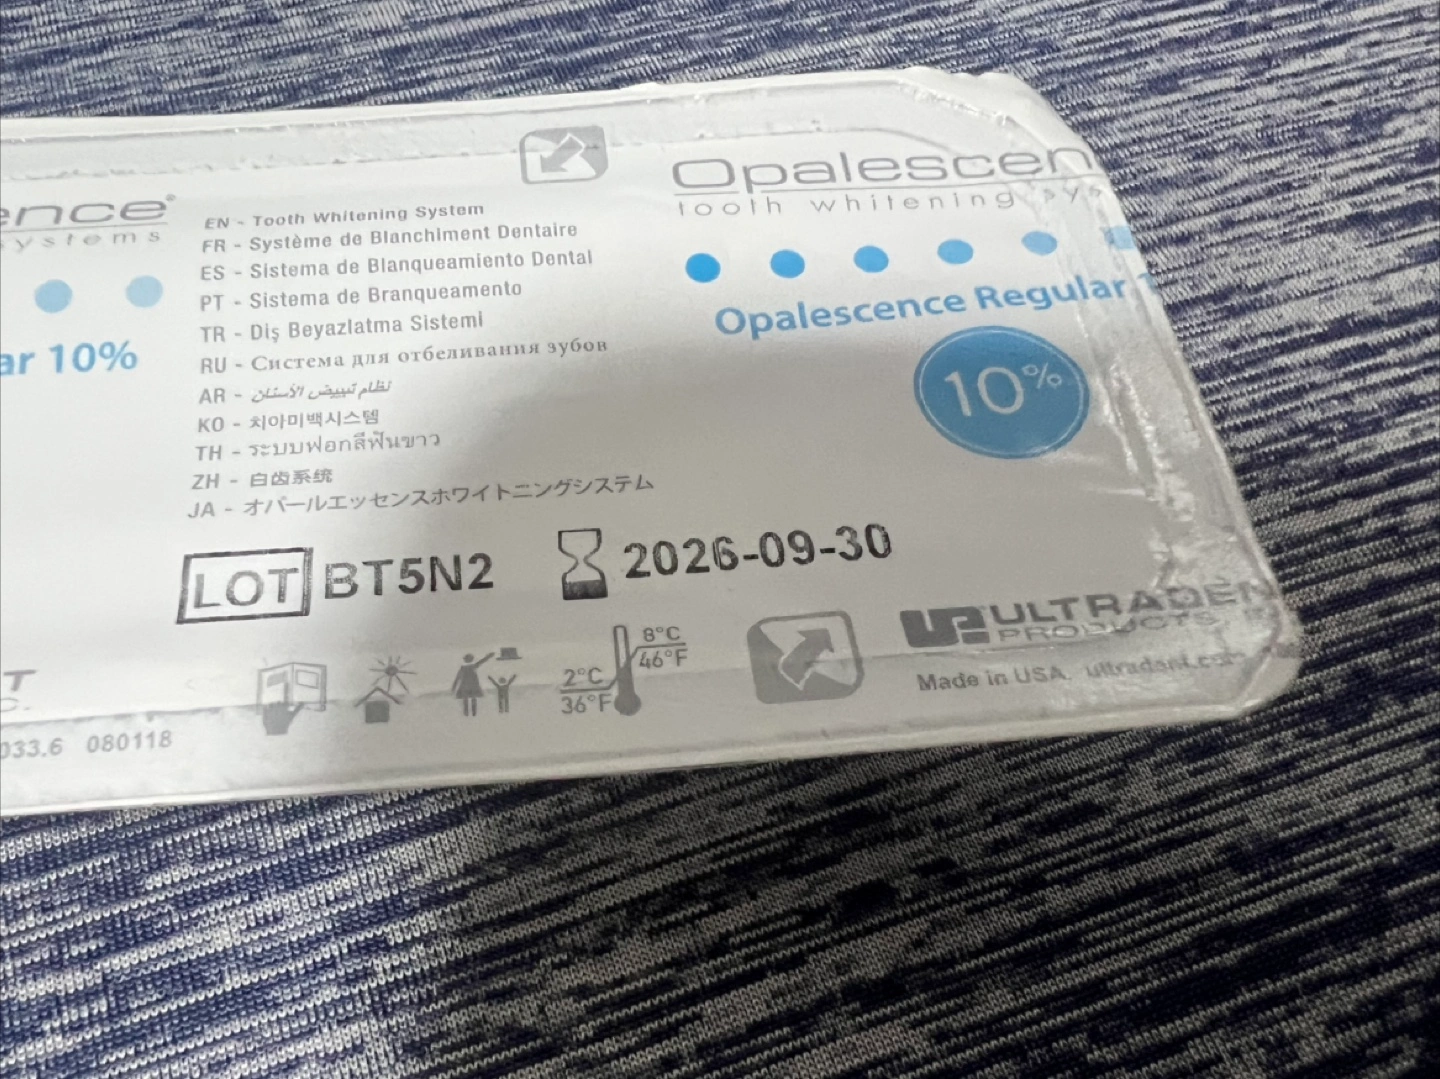 ence®
ystems
ar 10%
T
C.
033.6 080118
EN - Tooth Whitening System
FR - Système de Blanchiment Dentaire
ES - Sistema de Blanqueamiento Dental
PT - Sistema de Branqueamento
TR - Diş Beyazlatma Sistemi
RU - Система для отбеливания зубов
AR - نظام تبييض الأسنان
KO - 치아미백시스템
TH - ระบบฟอกสีฟันขาว
ZH - 白齿系统
JA - オパールエッセンスホワイトニングシステム
LOT BT5N2 2026-09-30
8°C
46°F
2°C
36°F
Opalescen
tooth whitening sys
Opalescence Regular 1
10%
ULTRADEN
PRODUCTS
Made in USA. ultradent.com